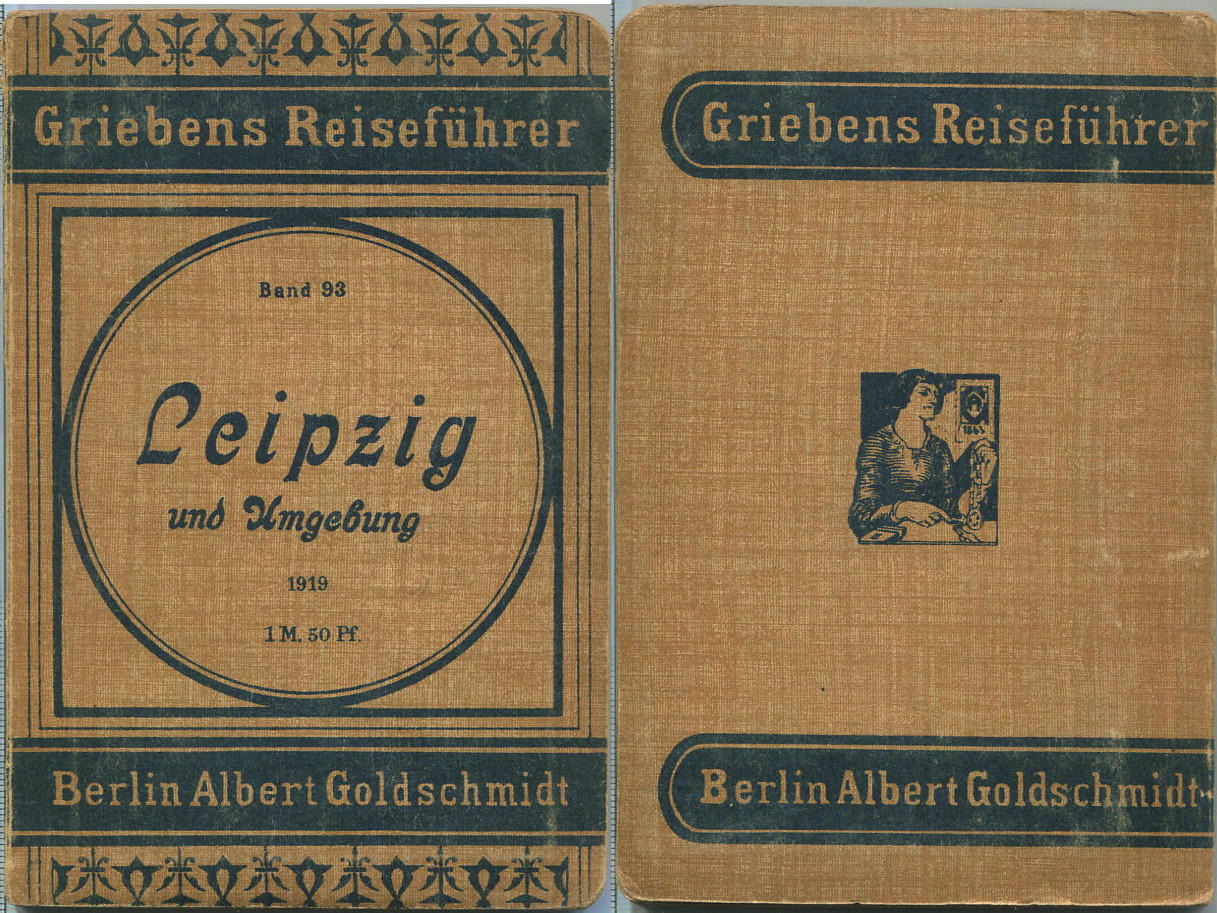 Griebens Reiseführer
Band 93
Leipzig
und Umgebung
1919
1 M. 50 Pf.
Berlin Albert Goldschmidt
Griebens Reiseführer
Berlin Albert Goldschmidt